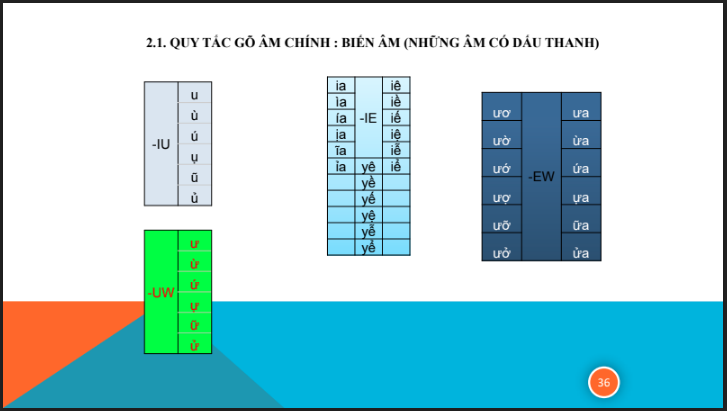 2.1. QUY TẮC GÕ ÂM CHÍNH : BIẾN ÂM (NHỮNG ÂM CÓ DẤU THANH)
-IU
u
ù
ú
ụ
ũ
ủ
-UW
ư
ừ
ứ
ự
ữ
ử
ia iê
ìa iề
ía -IE iế
ịa iệ
ĩa iễ
ỉa yê iể
yề
yế
yệ
yễ
yể
ươ ưa
ườ ừa
ướ -EW ứa
ượ ựa
ưỡ ữa
ưở ửa
36